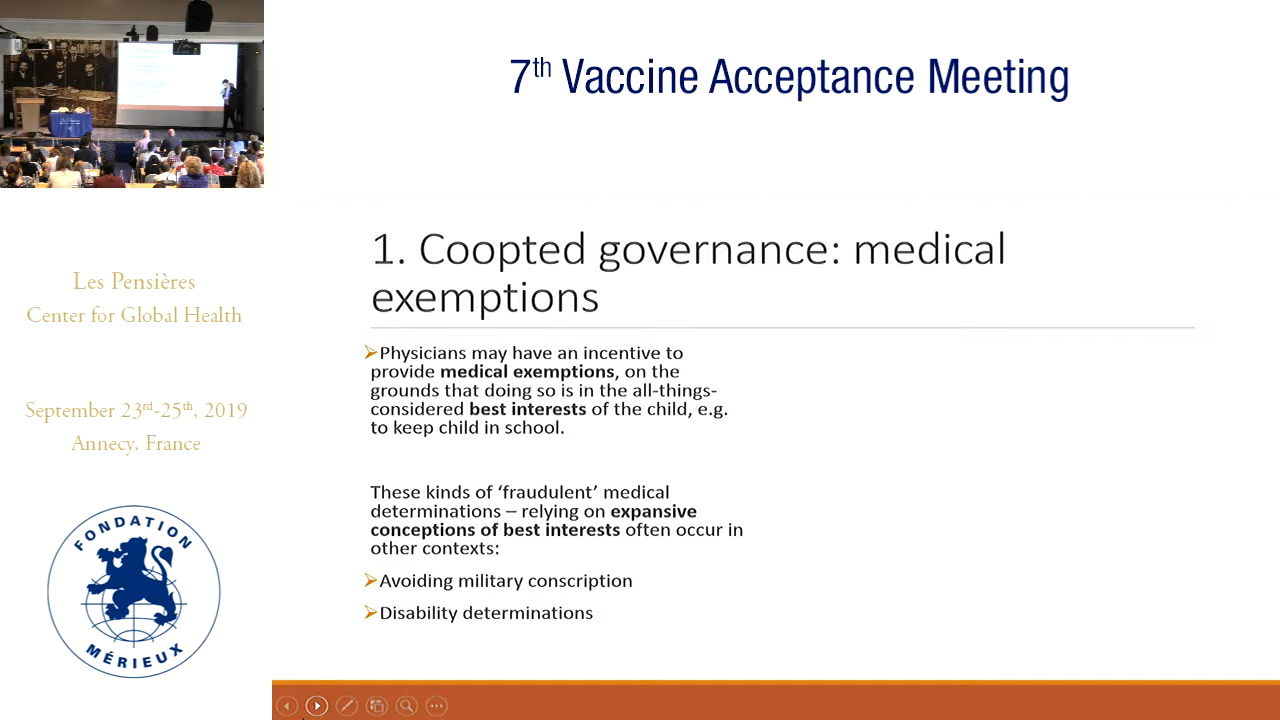 7th Vaccine Acceptance Meeting
Les Pensières
Center for Global Health
September 23rd-25th, 2019
Annecy, France
FONDATION
MÉRIEUX
1. Coopted governance: medical
exemptions
Physicians may have an incentive to
provide medical exemptions, on the
grounds that doing so is in the all-things-
considered best interests of the child, e.g.
to keep child in school.
These kinds of ‘fraudulent’ medical
determinations – relying on expansive
conceptions of best interests often occur in
other contexts:
Avoiding military conscription
Disability determinations